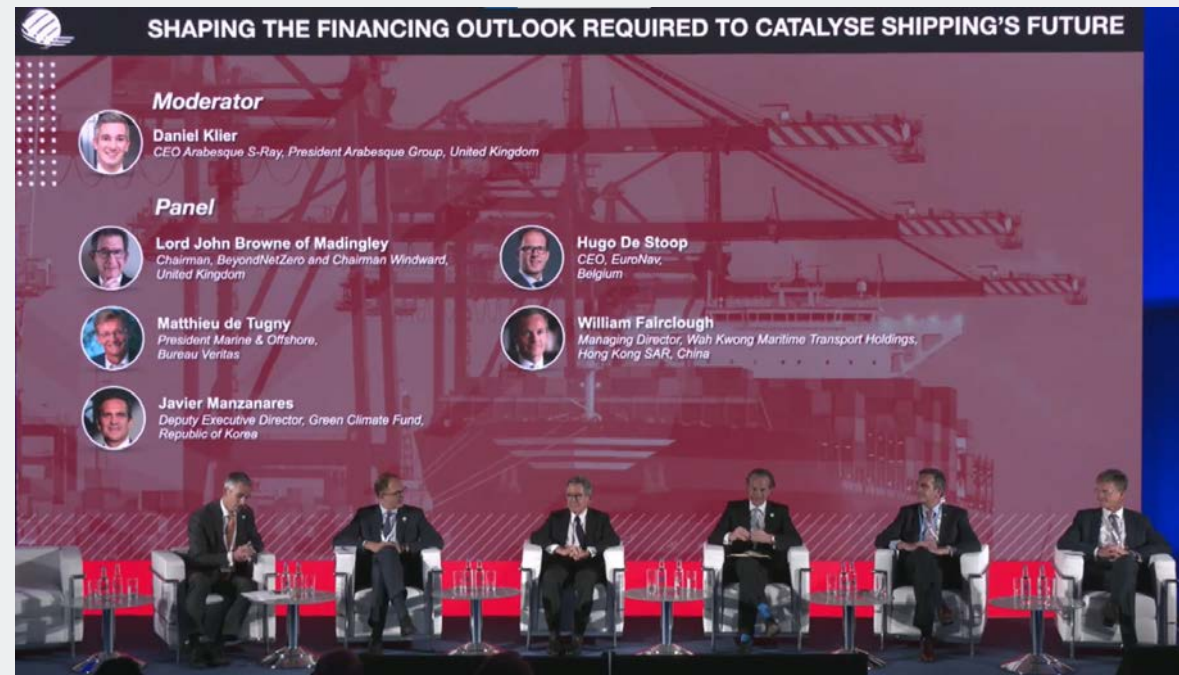 SHAPING THE FINANCING OUTLOOK REQUIRED TO CATALYSE SHIPPING'S FUTURE
Moderator
Daniel Klier
CEO Arabesque S-Ray, President Arabesque Group, United Kingdom
Panel
Lord John Browne of Madingley
Chairman, BeyondNetZero and Chairman Windward,
United Kingdom
Matthieu de Tugny
President Marine & Offshore,
Bureau Veritas
Javier Manzanares
Deputy Executive Director, Green Climate Fund,
Republic of Korea
Hugo De Stoop
CEO, EuroNav,
Belgium
William Fairclough
Managing Director, Wah Kwong Maritime Transport Holdings,
Hong Kong SAR, China